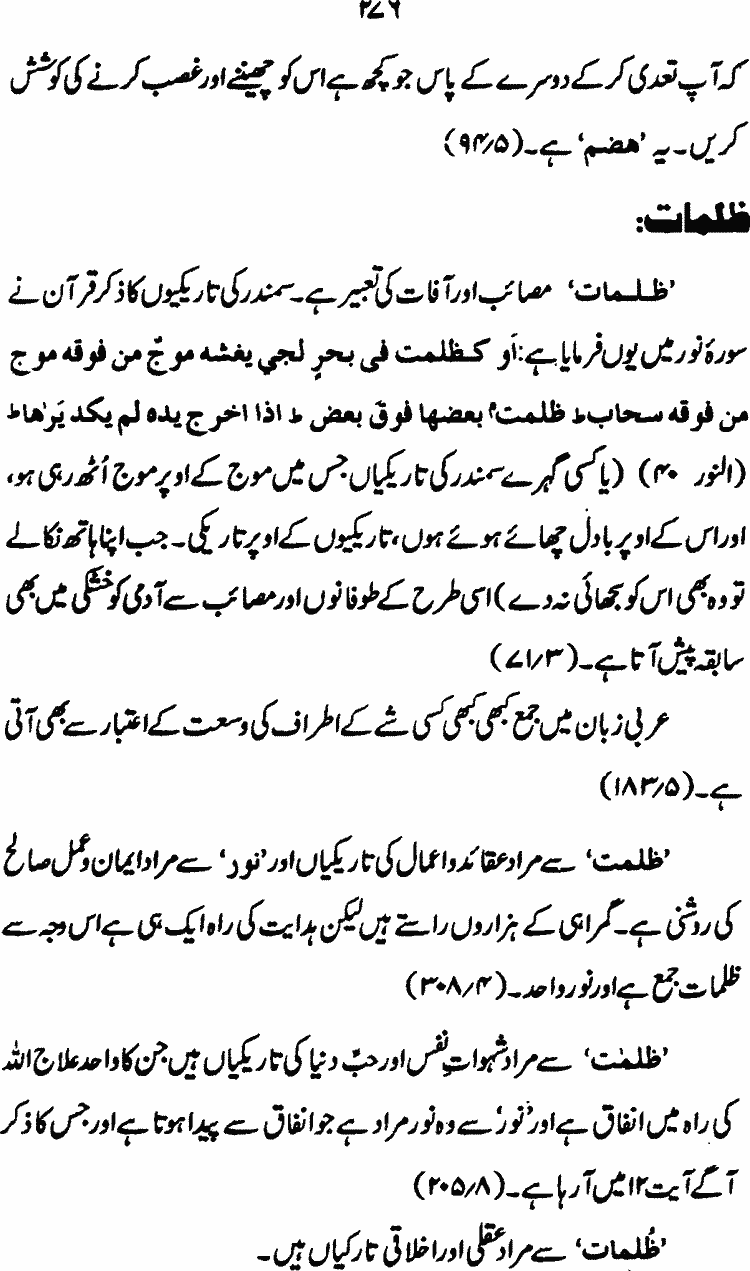 ۲۷۶
کہ آپ تعدی کر کے دوسرے کے پاس جو کچھ ہے اس کو چھیننے اور غصب کرنے کی کوشش
کریں۔ یہ ’ھضم‘ ہے۔ (۹۴/۵)
ظلمات:
’ظلمات‘ مصائب اور آفات کی تعبیر ہے۔ سمندر کی تاریکیوں کا ذکر قرآن نے
سورۂ نور میں یوں فرمایا ہے: اَو کظلمت فی بحرٍ لجی یغشه موجٌ من فوقه موج
من فوقه سحاب ط ظلمت م بعضها فوق بعض ط اذا اخرج یده لم یکد یَرٰها ط
(النور ۴۰) (یا کسی گہرے سمندر کی تاریکیاں جس میں موج کے اوپر موج اُٹھ رہی ہو،
اور اس کے اوپر بادل چھائے ہوئے ہوں، تاریکیوں کے اوپر تاریکی۔ جب اپنا ہاتھ نکالے
تو وہ بھی اس کو سجھائی نہ دے) اسی طرح کے طوفانوں اور مصائب سے آدمی کو خشکی میں بھی
سابقہ پیش آتا ہے۔ (۷۱/۳)
عربی زبان میں جمع کبھی کبھی کسی شے کے اطراف کی وسعت کے اعتبار سے بھی آتی
ہے۔ (۱۸۳/۵)
’ظلمت‘ سے مراد عقائد و اعمال کی تاریکیاں اور ’نور‘ سے مراد ایمان و عمل صالح
کی روشنی ہے۔ گمراہی کے ہزاروں راستے ہیں لیکن ہدایت کی راہ ایک ہی ہے اس وجہ سے
ظلمات جمع ہے اور نور واحد۔ (۳۰۸/۴)
’ظلمٰت‘ سے مراد شہواتِ نفس اور حبِّ دنیا کی تاریکیاں ہیں جن کا واحد علاج اللہ
کی راہ میں انفاق ہے اور ’نور‘ سے وہ نور مراد ہے جو انفاق سے پیدا ہوتا ہے اور جس کا ذکر
آگے آیت ۱۲ میں آ رہا ہے۔ (۲۰۵/۸)
’ظُلمات‘ سے مراد عقلی اور اخلاقی تارکیاں ہیں۔